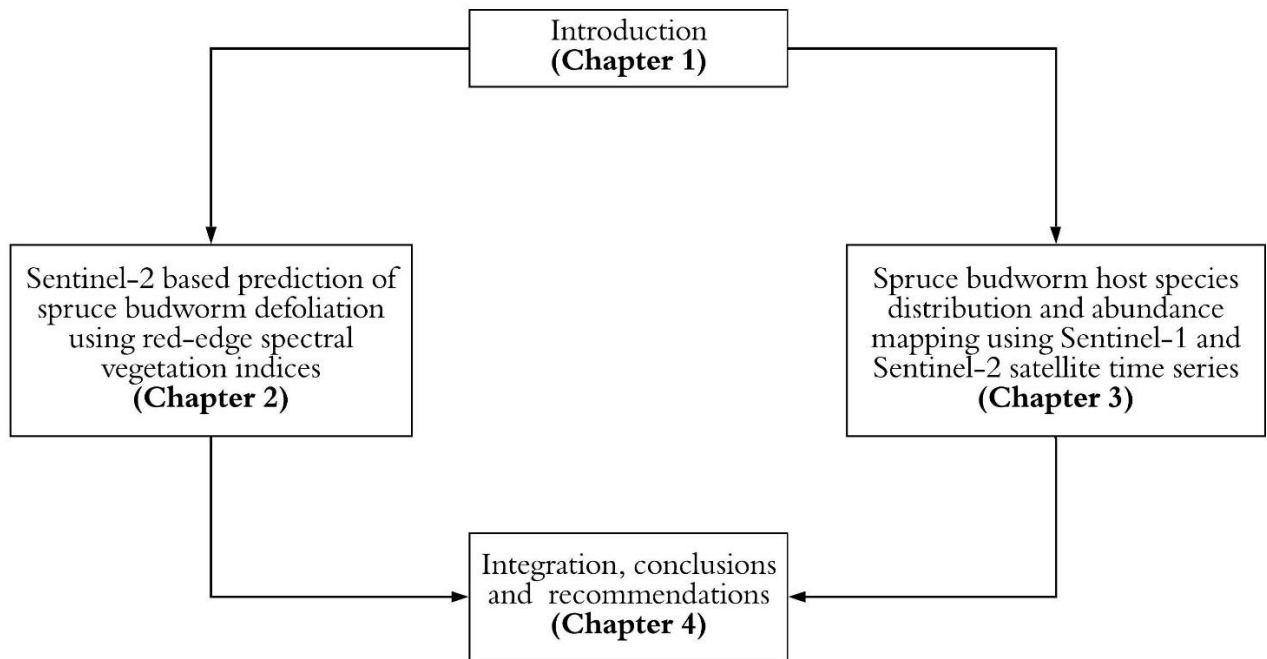 Introduction
(Chapter 1)
Sentinel-2 based prediction of
spruce budworm defoliation
using red-edge spectral
vegetation indices
(Chapter 2)
Spruce budworm host species
distribution and abundance
mapping using Sentinel-1 and
Sentinel-2 satellite time series
(Chapter 3)
Integration, conclusions
and recommendations
(Chapter 4)